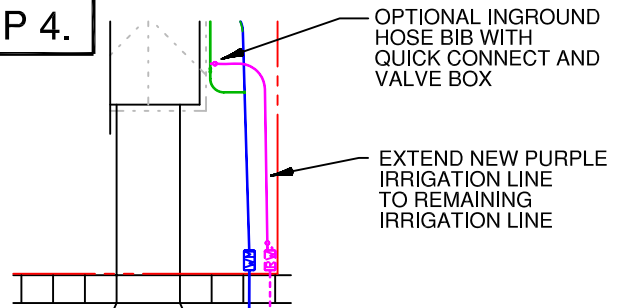 P 4.
OPTIONAL INGROUND
HOSE BIB WITH
QUICK CONNECT AND
VALVE BOX
EXTEND NEW PURPLE
IRRIGATION LINE
TO REMAINING
IRRIGATION LINE